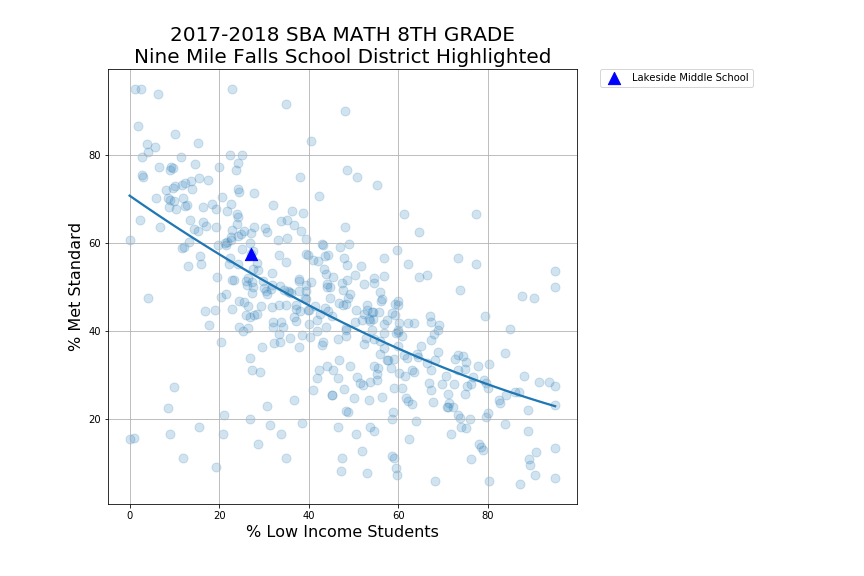 2017-2018 SBA MATH 8TH GRADE
Nine Mile Falls School District Highlighted
Lakeside Middle School
% Met Standard
80
60
40
20
0 20 40 60 80
% Low Income Students